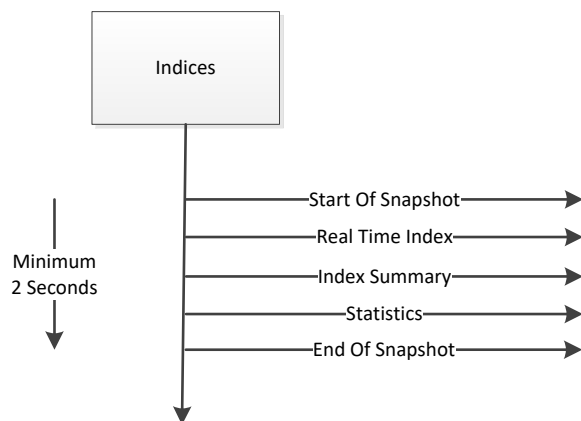 Indices
Start Of Snapshot
Real Time Index
Minimum
2 Seconds
Index Summary
Statistics
End Of Snapshot